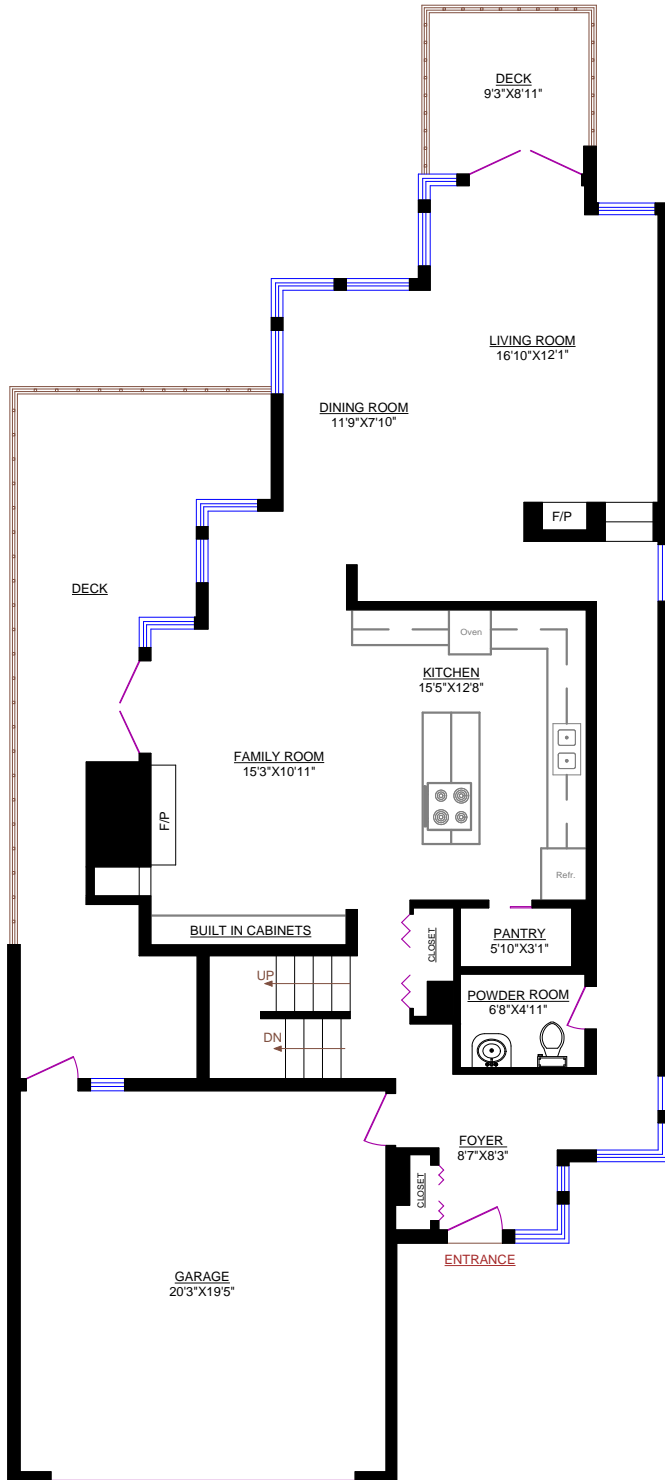 DECK
9'3"X8'11"
LIVING ROOM
16'10"X12'1"
DINING ROOM
11'9"X7'10"
F/P
DECK
Oven
KITCHEN
15'5"X12'8"
FAMILY ROOM
15'3"X10'11"
F/P
Refr.
BUILT IN CABINETS
CLOSET
PANTRY
5'10"X3'1"
UP
POWDER ROOM
6'8"X4'11"
DN
FOYER
8'7"X8'3"
CLOSET
ENTRANCE
GARAGE
20'3"X19'5"